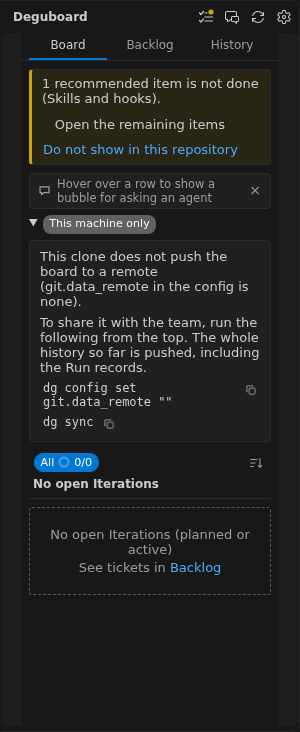 Deguboard
Board
Backlog
History
1 recommended item is not done
(Skills and hooks).
Open the remaining items
Do not show in this repository
Hover over a row to show a
bubble for asking an agent
This machine only
This clone does not push the
board to a remote
(git.data_remote in the config is
none).
To share it with the team, run the
following from the top. The whole
history so far is pushed, including
the Run records.
dg config set
git.data_remote ""
dg sync
All 0/0
No open Iterations
No open Iterations (planned or
active)
See tickets in Backlog